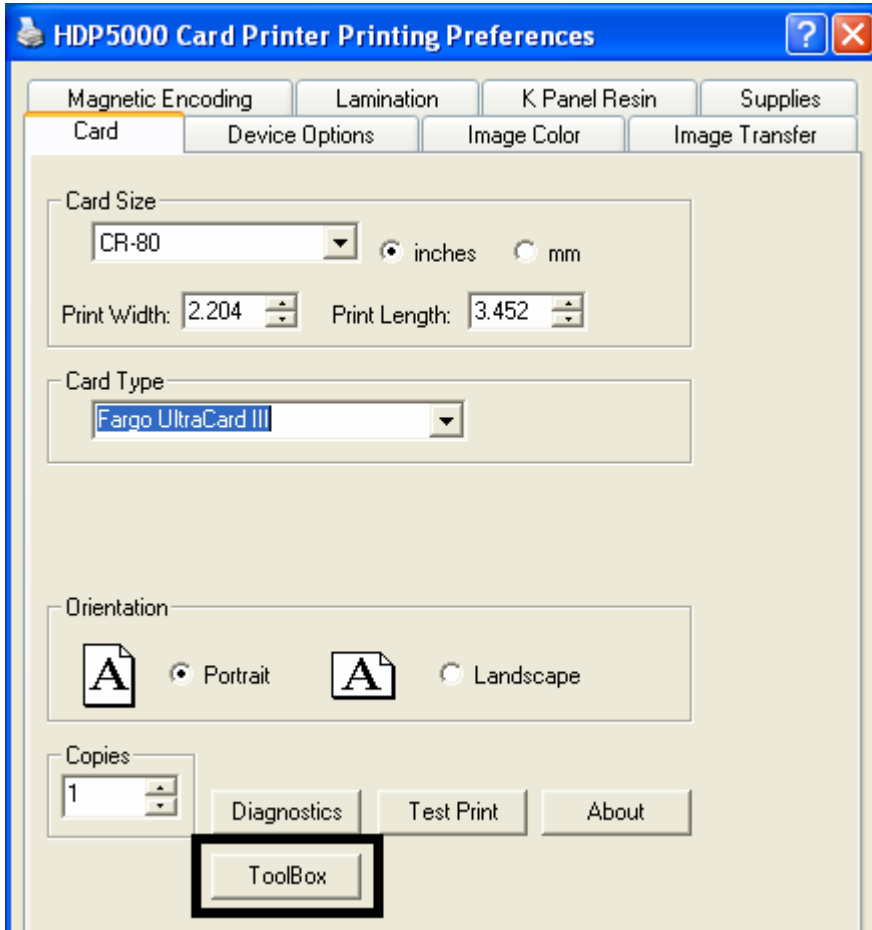 HDP5000 Card Printer Printing Preferences
Magnetic Encoding Lamination K Panel Resin Supplies
Card Device Options Image Color Image Transfer
Card Size
CR-80 inches mm
Print Width: 2.204 Print Length: 3.452
Card Type
Fargo UltraCard III
Orientation
A Portrait A Landscape
Copies
1 Diagnostics Test Print About
ToolBox